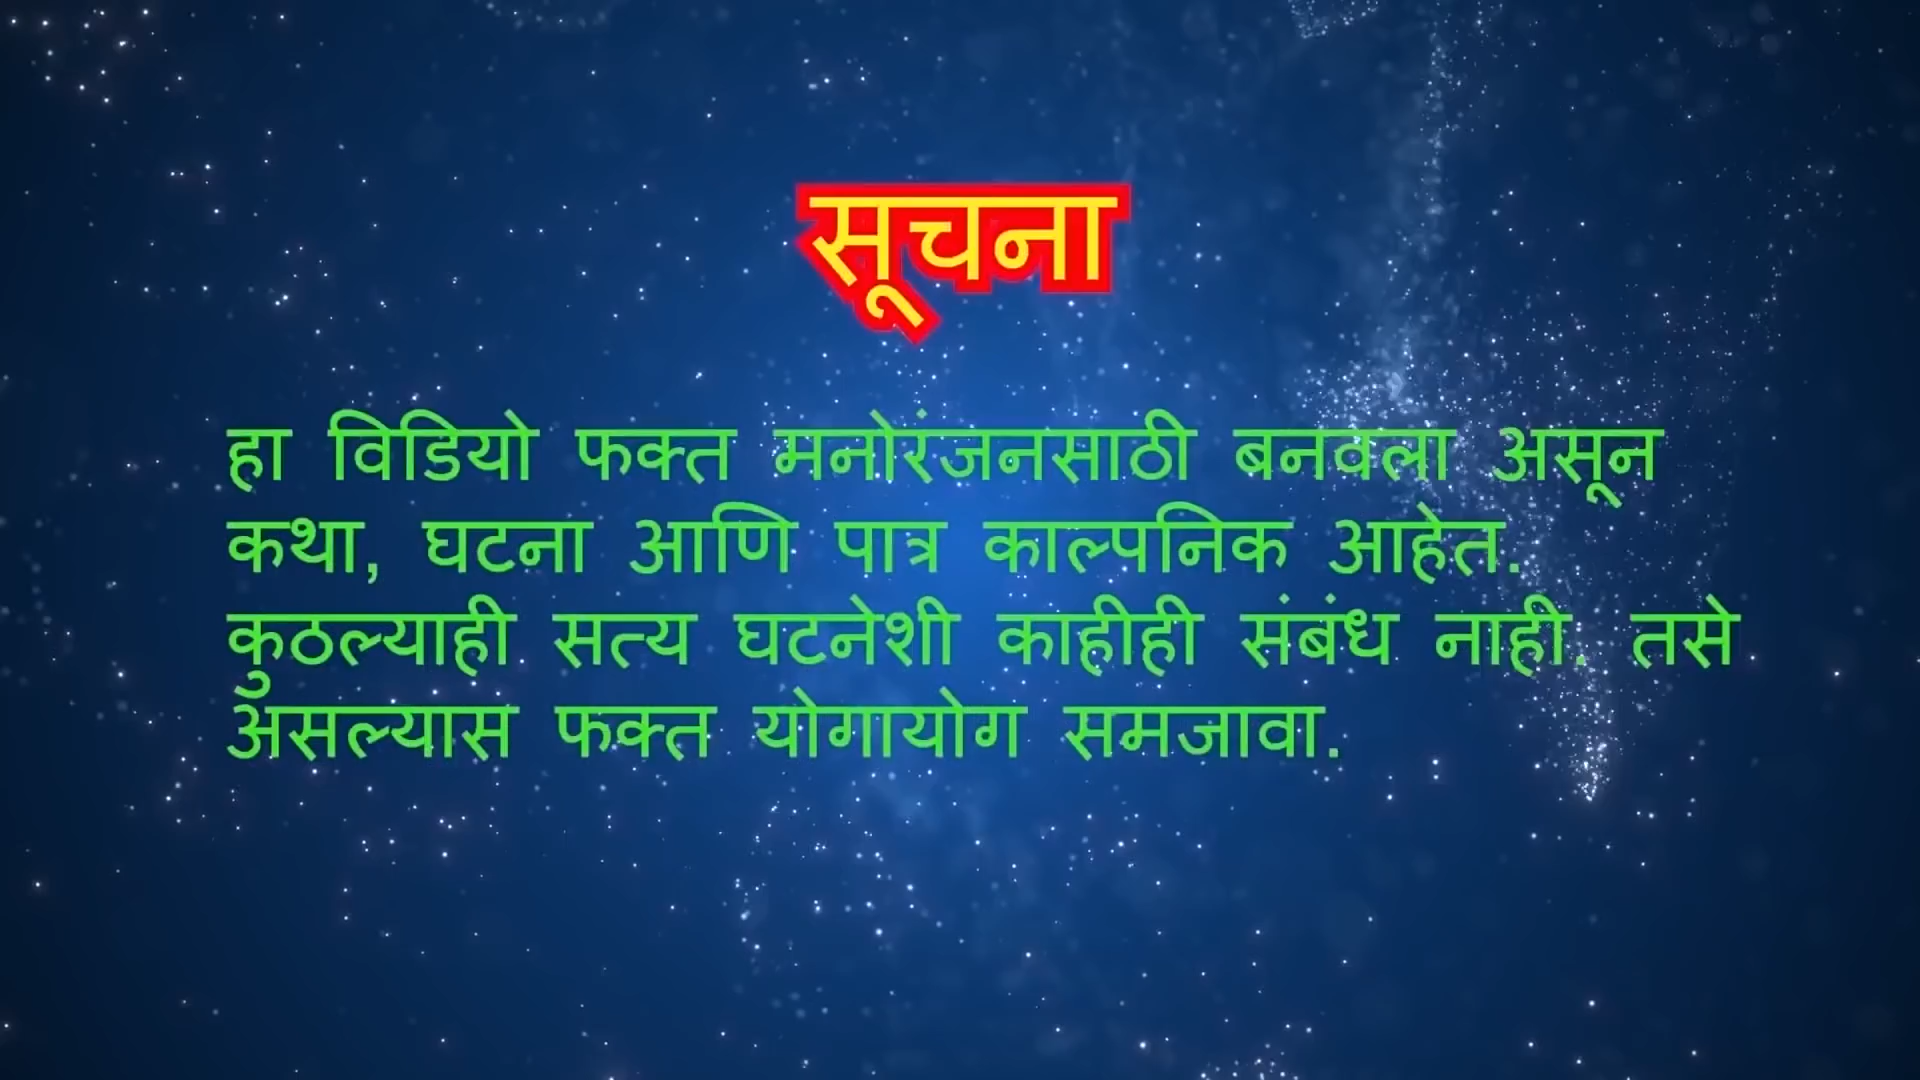 सूचना
हा विडियो फक्त मनोरंजनसाठी बनवला असून
कथा, घटना आणि पात्र काल्पनिक आहेत.
कुठल्याही सत्य घटनेशी काहीही संबंध नाही. तसे
असल्यास फक्त योगायोग समजावा.